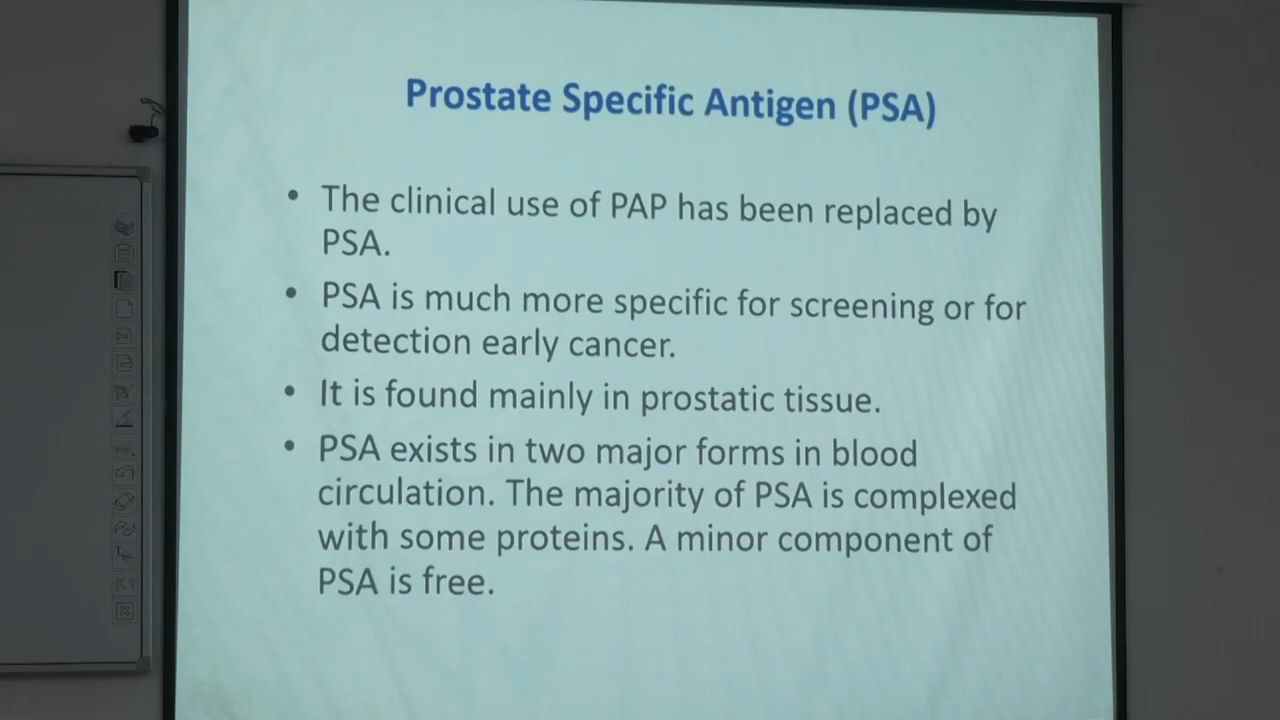 Prostate Specific Antigen (PSA)
• The clinical use of PAP has been replaced by
PSA.
• PSA is much more specific for screening or for
detection early cancer.
• It is found mainly in prostatic tissue.
• PSA exists in two major forms in blood
circulation. The majority of PSA is complexed
with some proteins. A minor component of
PSA is free.